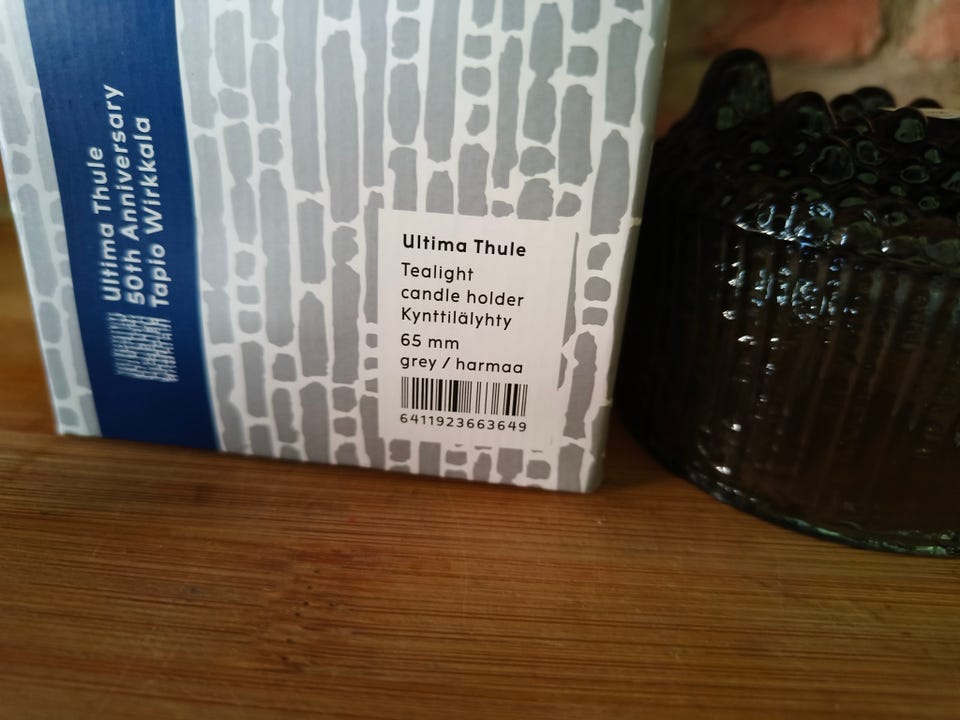 Ultima Thule
50th Anniversary
Tapio Wirkkala
Ultima Thule
Tealight
candle holder
Kynttilälyhty
65 mm
grey / harmaa
6411923663649